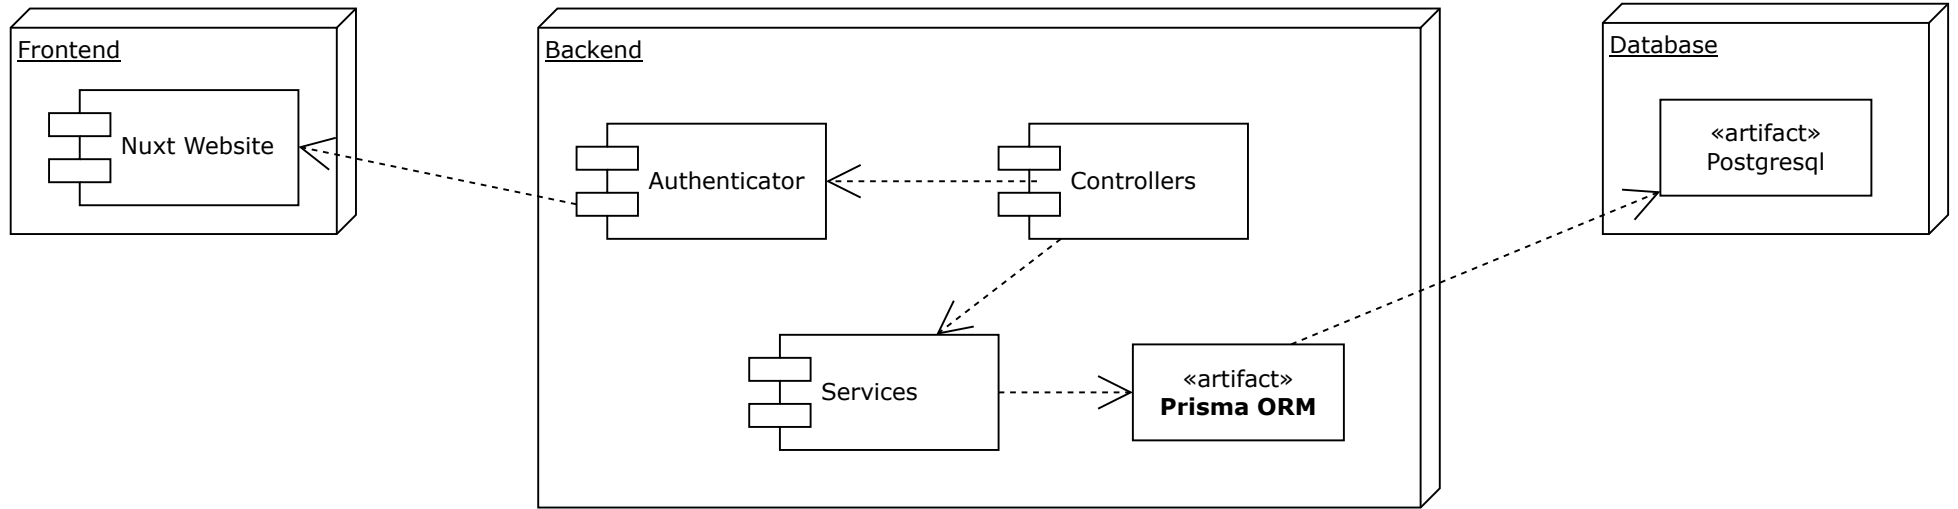 Frontend
Nuxt Website
Backend
Authenticator
Controllers
Services
«artifact»
Prisma ORM
Database
«artifact»
Postgresql